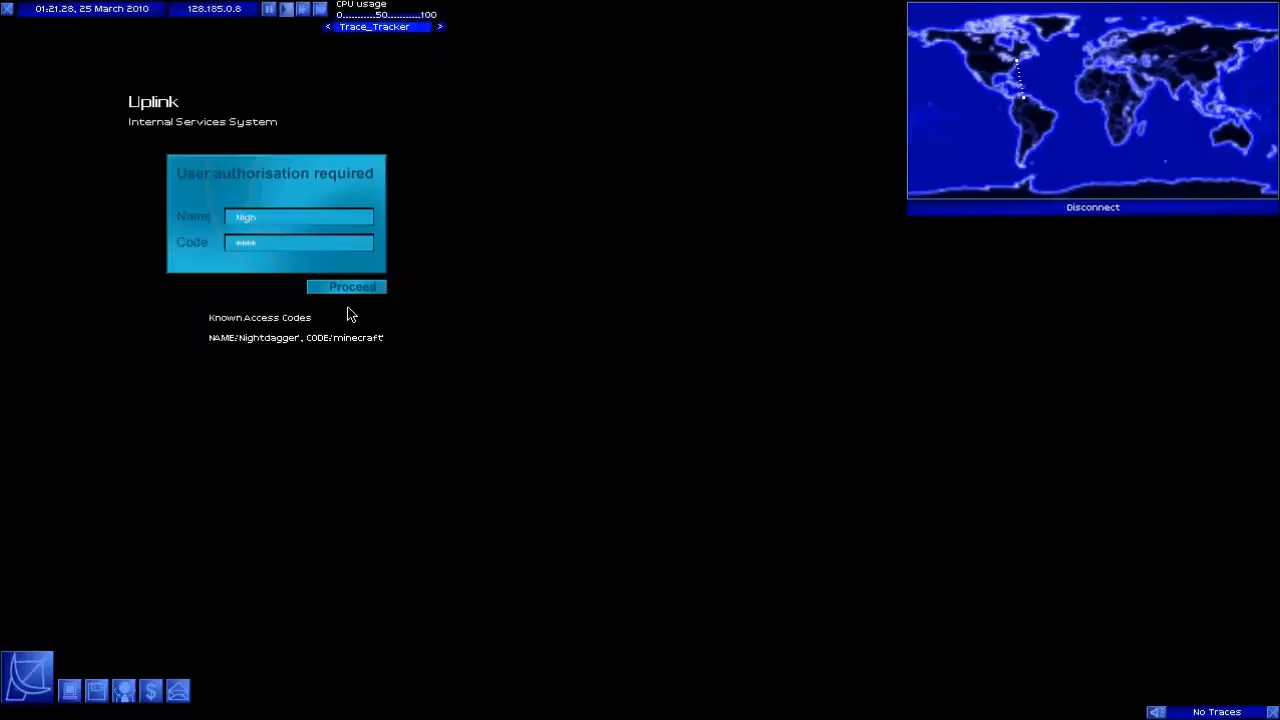 01:21.28, 25 March 2010
128.185.0.8
CPU usage
0...........50...........100
< Trace_Tracker >
Uplink
Internal Services System
User authorisation required
Name Nigh
Code ****
Proceed
Known Access Codes
NAME:'Nightdagger', CODE:'minecraft'
Disconnect
$
No Traces